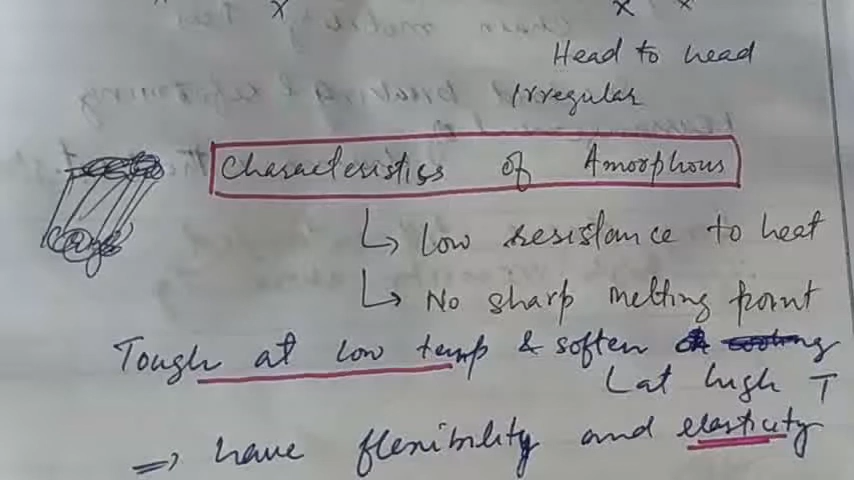 x x x
Head to head
Irregular
Characteristics of Amorphous
↳ Low resistance to heat
↳ No sharp melting point
Tough at low temp & soften
↳ at high T
⇒ have flexibility and elasticity